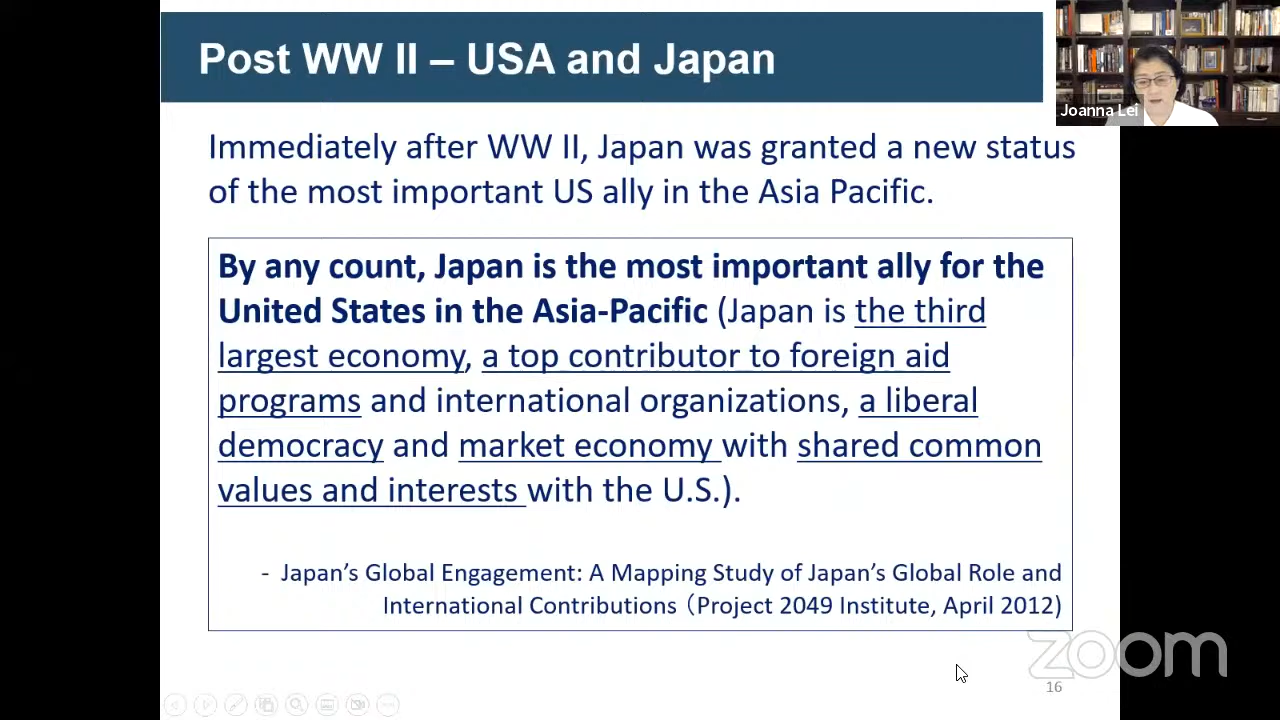 Post WW II – USA and Japan
Joanna Lei
Immediately after WW II, Japan was granted a new status
of the most important US ally in the Asia Pacific.
By any count, Japan is the most important ally for the
United States in the Asia-Pacific (Japan is the third
largest economy, a top contributor to foreign aid
programs and international organizations, a liberal
democracy and market economy with shared common
values and interests with the U.S.).
- Japan’s Global Engagement: A Mapping Study of Japan’s Global Role and
International Contributions（Project 2049 Institute, April 2012)
zoom
16